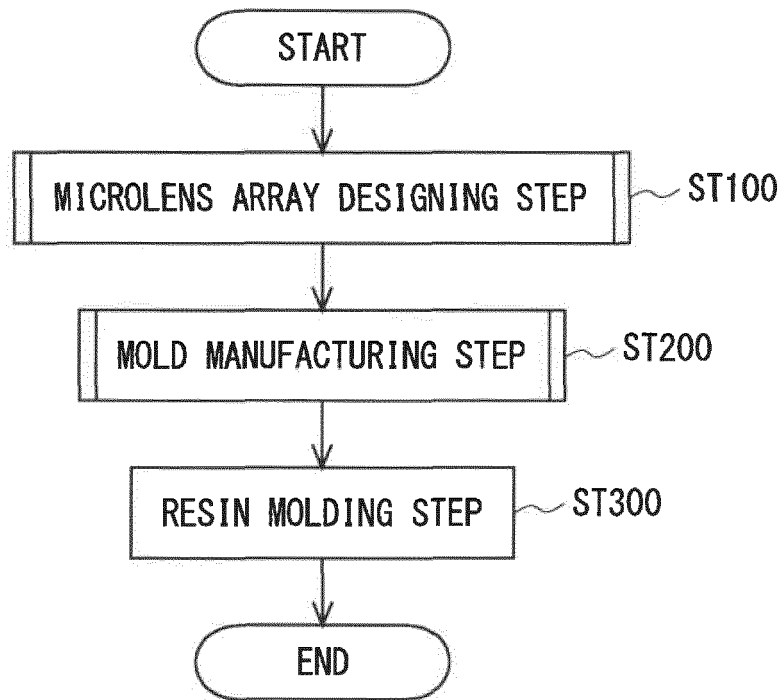 START
MICROLENS ARRAY DESIGNING STEP ST100
MOLD MANUFACTURING STEP ST200
RESIN MOLDING STEP ST300
END